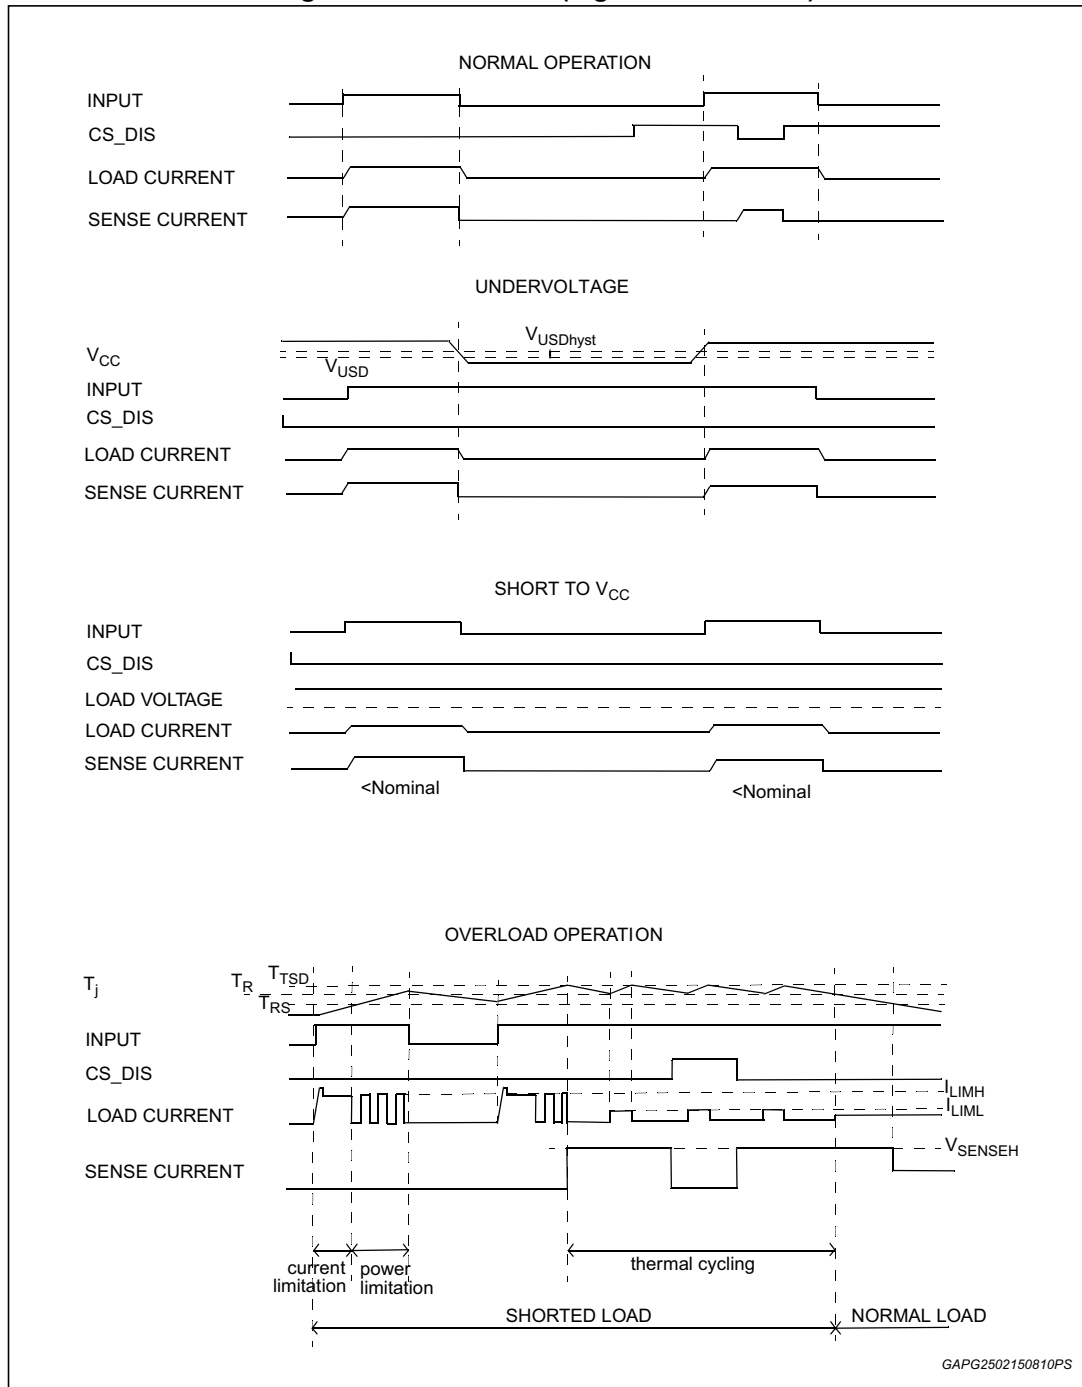 NORMAL OPERATION
INPUT
CS_DIS
LOAD CURRENT
SENSE CURRENT
UNDERVOLTAGE
VUSDhyst
VCC
VUSD
INPUT
CS_DIS
LOAD CURRENT
SENSE CURRENT
SHORT TO VCC
INPUT
CS_DIS
LOAD VOLTAGE
LOAD CURRENT
SENSE CURRENT
<Nominal
<Nominal
OVERLOAD OPERATION
Tj
TR
TTSD
TRS
INPUT
CS_DIS
ILIMH
LOAD CURRENT
ILIML
VSENSEH
SENSE CURRENT
current
limitation
power
limitation
thermal cycling
SHORTED LOAD
NORMAL LOAD
GAPG2502150810PS